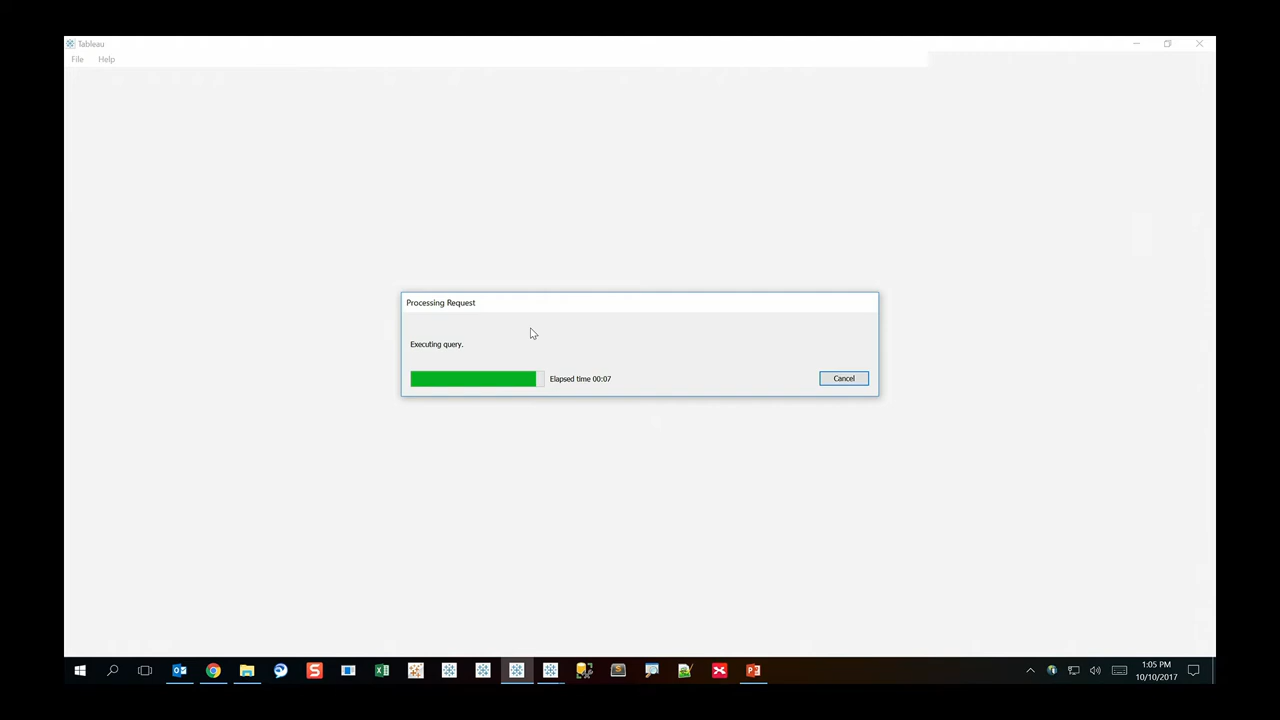 Tableau
File Help
Processing Request
Executing query.
Elapsed time 00:07
Cancel
1:05 PM
10/10/2017